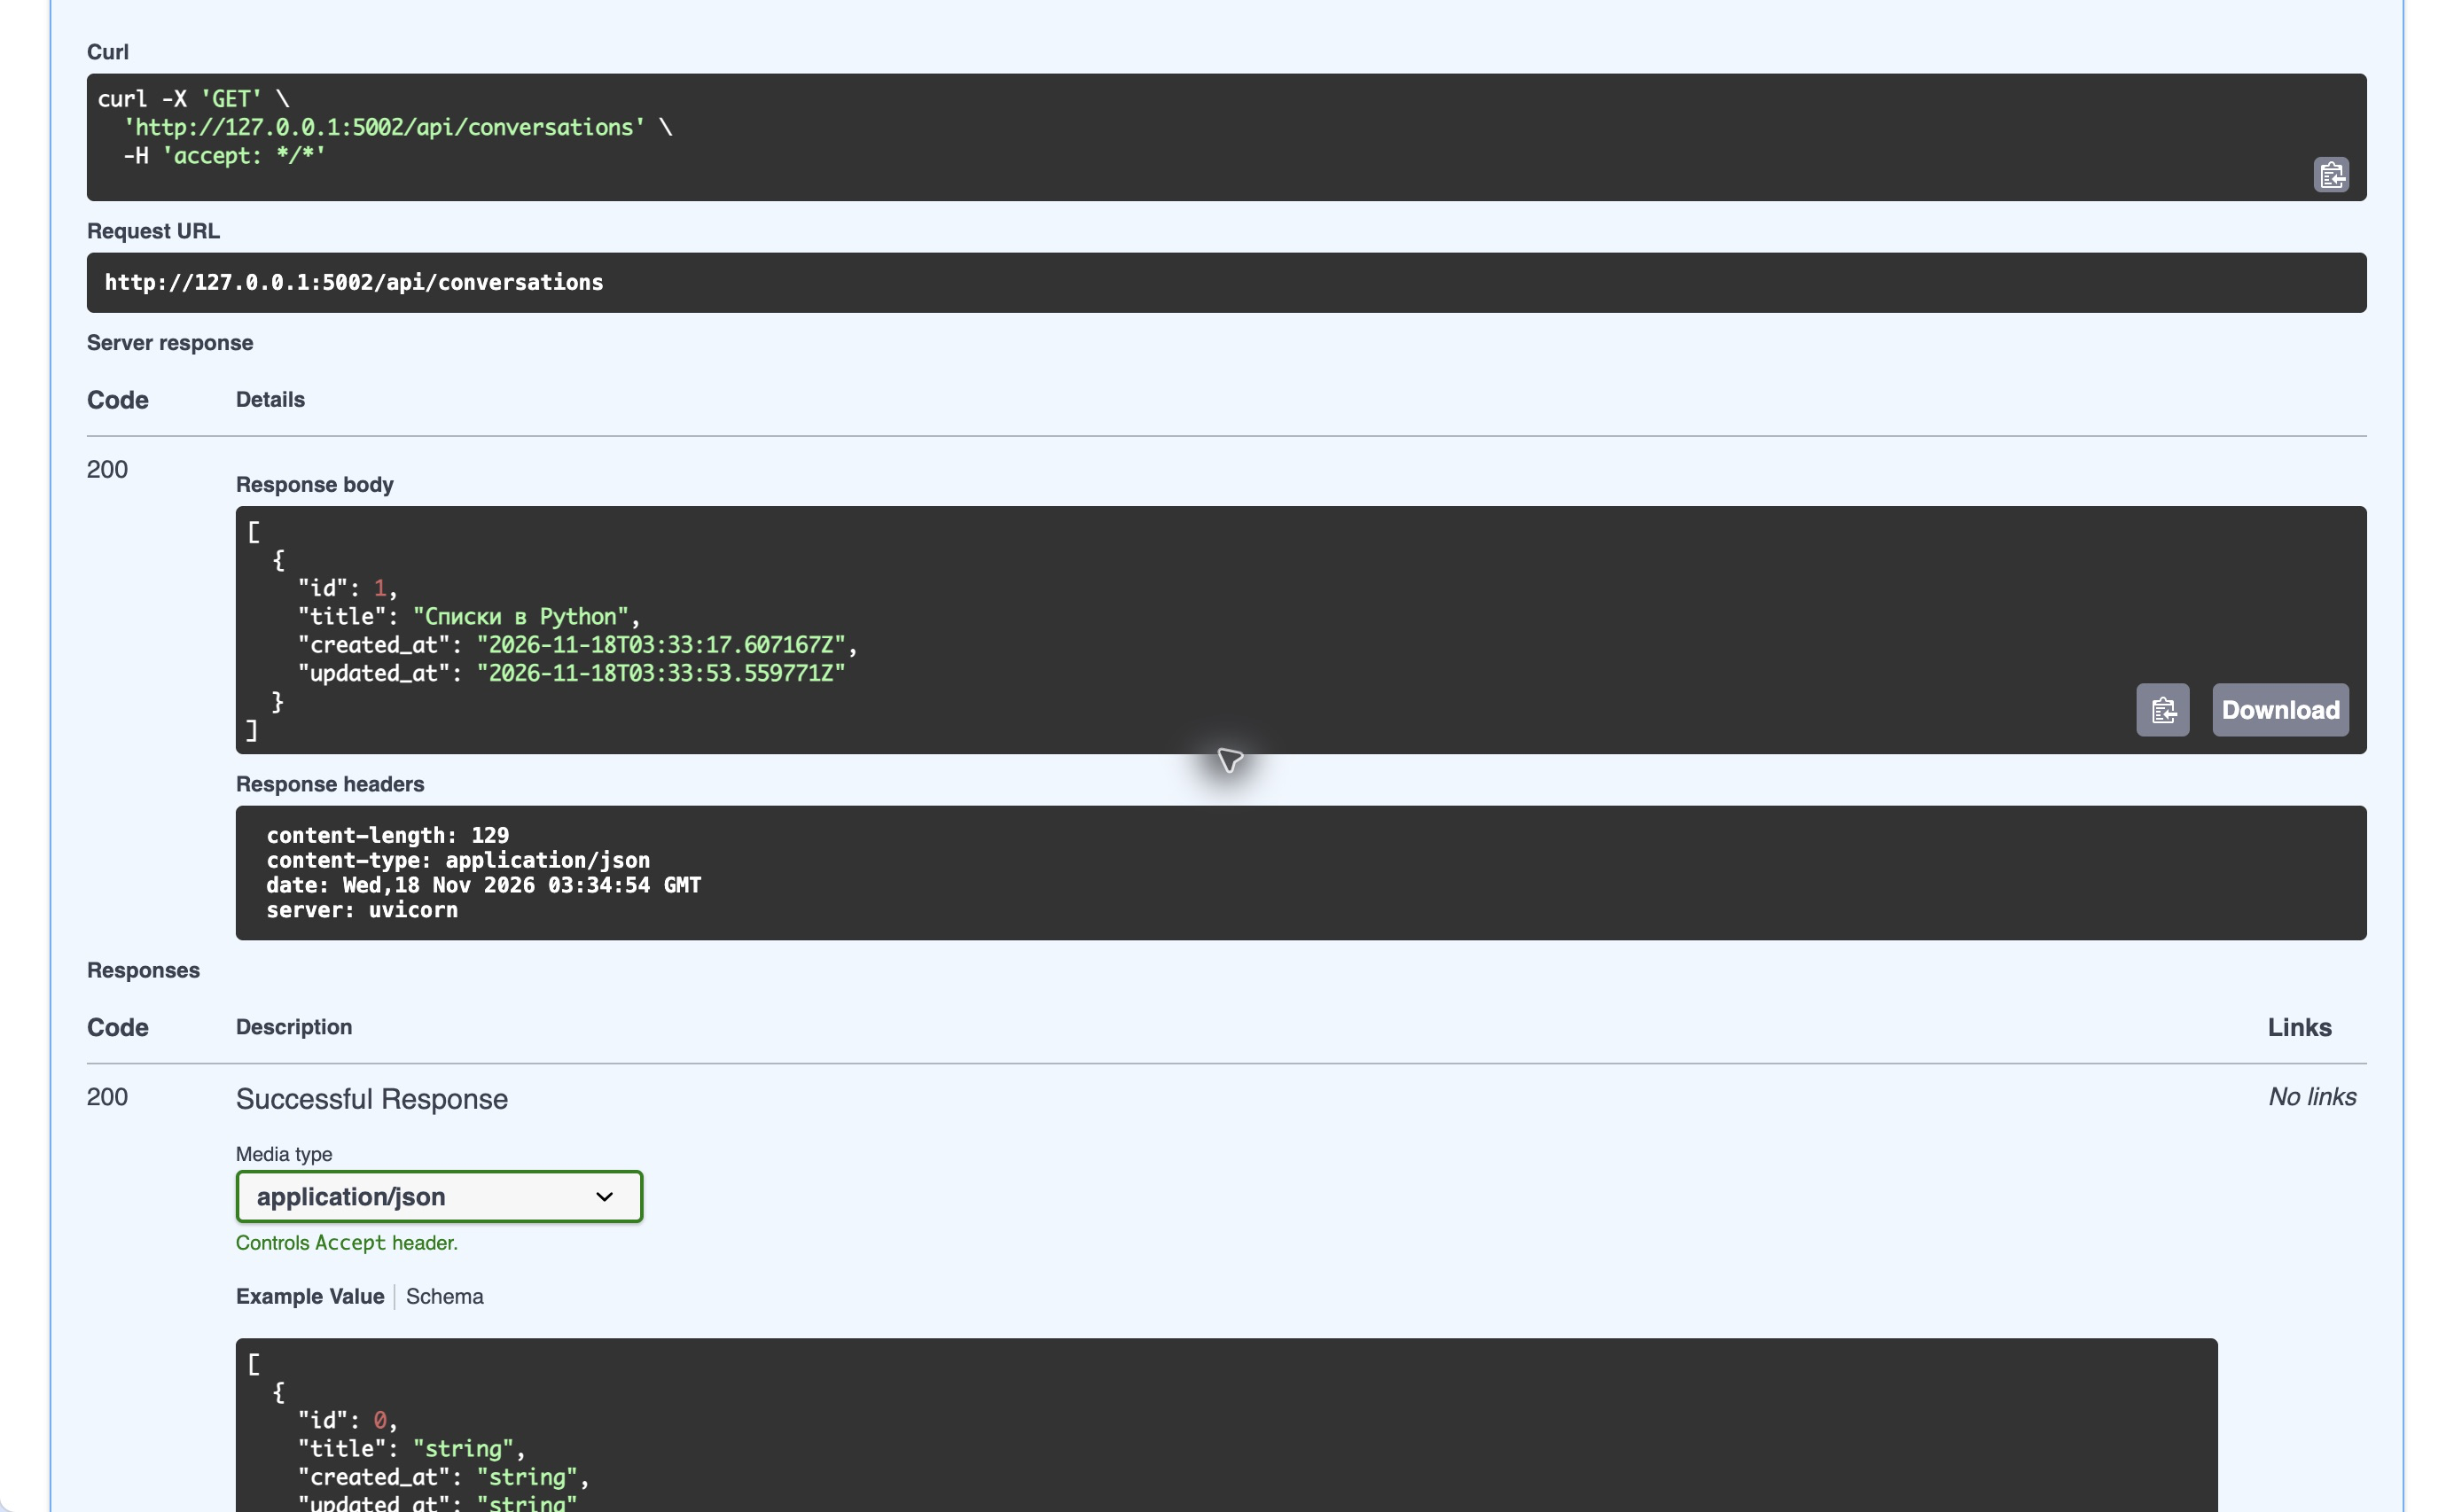 Curl
curl -X 'GET' \
  'http://127.0.0.1:5002/api/conversations' \
  -H 'accept: */*'
Request URL
http://127.0.0.1:5002/api/conversations
Server response
Code Details
200
Response body
[
  {
    "id": 1,
    "title": "Списки в Python",
    "created_at": "2026-11-18T03:33:17.607167Z",
    "updated_at": "2026-11-18T03:33:53.559771Z"
  }
]
Download
Response headers
content-length: 129
content-type: application/json
date: Wed,18 Nov 2026 03:34:54 GMT
server: uvicorn
Responses
Code Description Links
200 Successful Response No links
Media type
application/json
Controls Accept header.
Example Value Schema
[
  {
    "id": 0,
    "title": "string",
    "created_at": "string",
    "updated_at": "string"